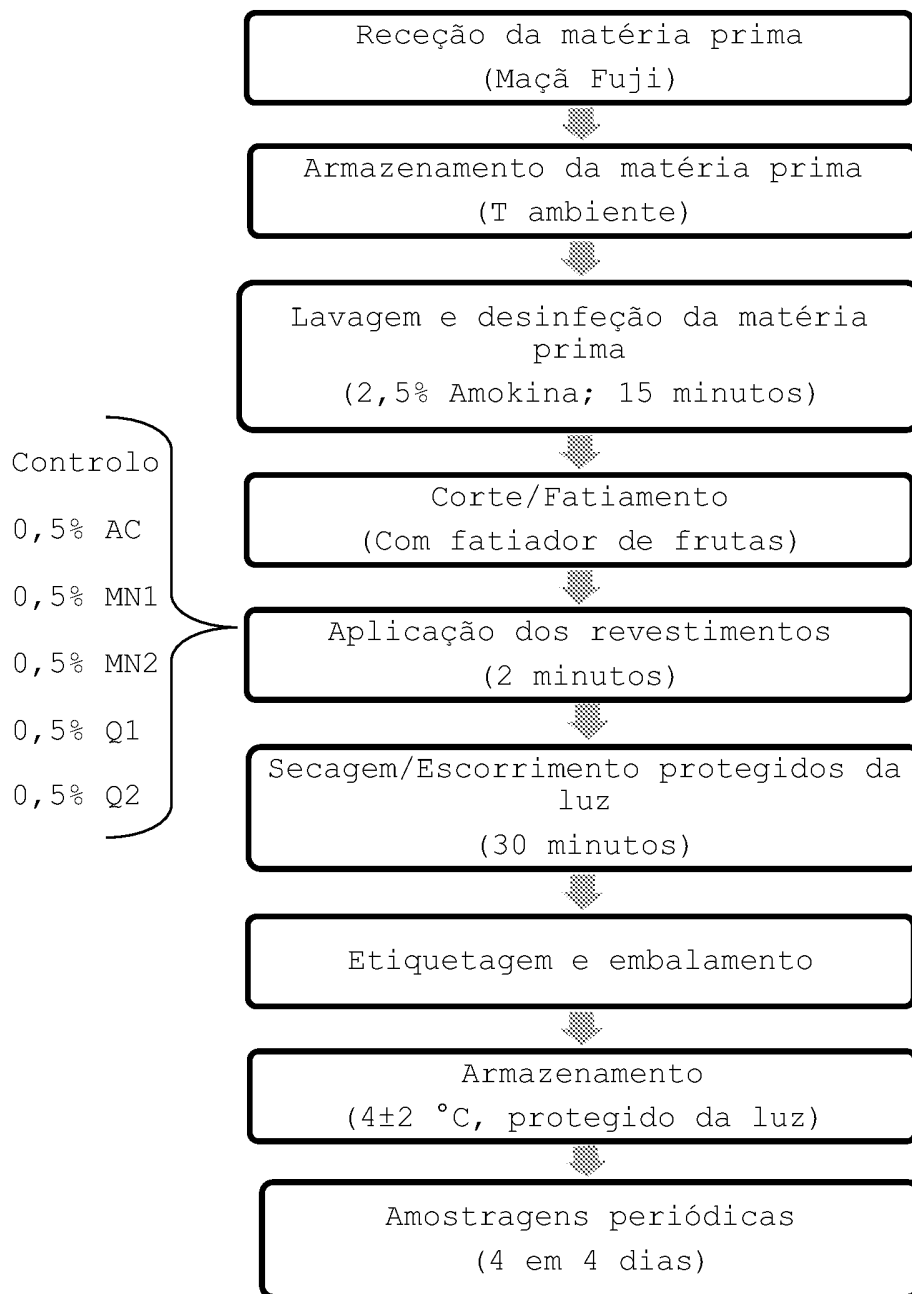 Receção da matéria prima
(Maçã Fuji)
Armazenamento da matéria prima
(T ambiente)
Lavagem e desinfeção da matéria
prima
(2,5% Amokina; 15 minutos)
Corte/Fatiamento
(Com fatiador de frutas)
Controlo
0,5% AC
0,5% MN1
0,5% MN2
0,5% Q1
0,5% Q2
Aplicação dos revestimentos
(2 minutos)
Secagem/Escorrimento protegidos da
luz
(30 minutos)
Etiquetagem e embalamento
Armazenamento
(4±2 °C, protegido da luz)
Amostragens periódicas
(4 em 4 dias)